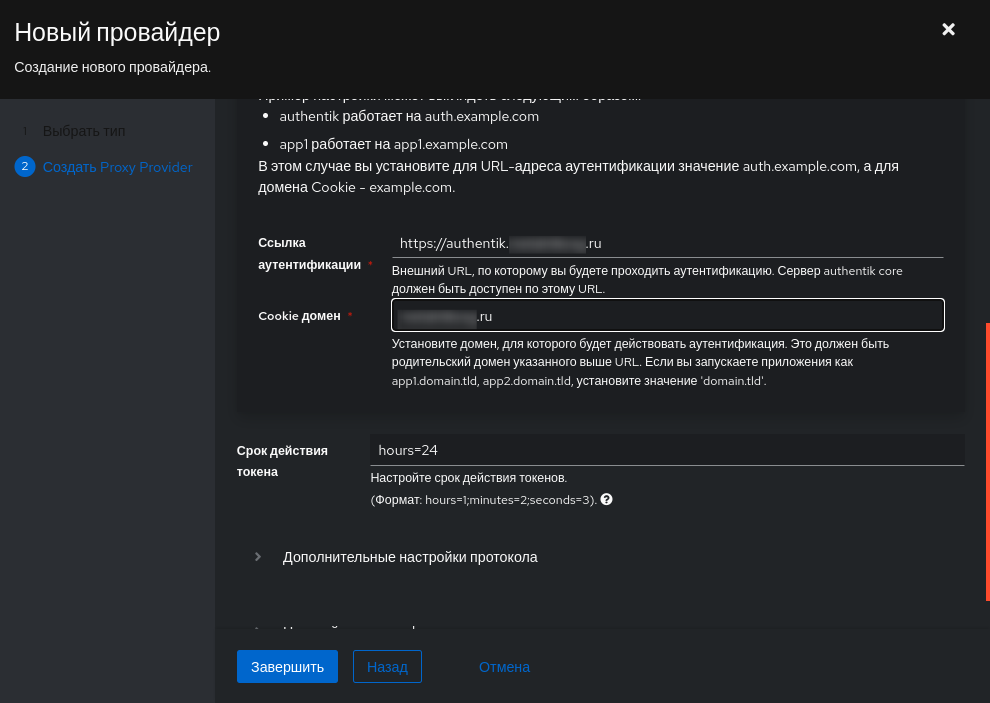 Новый провайдер
Создание нового провайдера.
1 Выбрать тип
2 Создать Proxy Provider
Пример настройки может выглядеть следующим образом:
• authentik работает на auth.example.com
• app1 работает на app1.example.com
В этом случае вы установите для URL-адреса аутентификации значение auth.example.com, а для
домена Cookie - example.com.
Ссылка
аутентификации *
https://authentik. .ru
Внешний URL, по которому вы будете проходить аутентификацию. Сервер authentik core
должен быть доступен по этому URL.
Cookie домен *
.ru
Установите домен, для которого будет действовать аутентификация. Это должен быть
родительский домен указанного выше URL. Если вы запускаете приложения как
app1.domain.tld, app2.domain.tld, установите значение 'domain.tld'.
Срок действия
токена
hours=24
Настройте срок действия токенов.
(Формат: hours=1;minutes=2;seconds=3).
Дополнительные настройки протокола
Завершить
Назад
Отмена